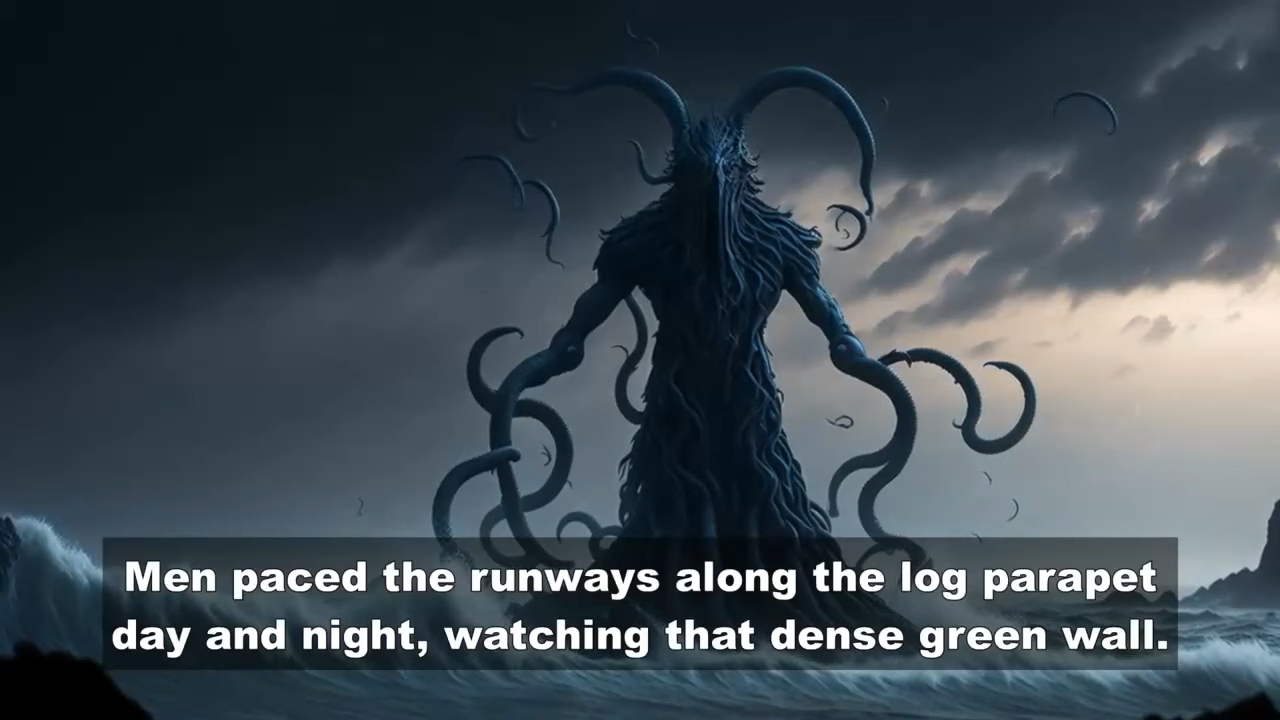 Men paced the runways along the log parapet
day and night, watching that dense green wall.